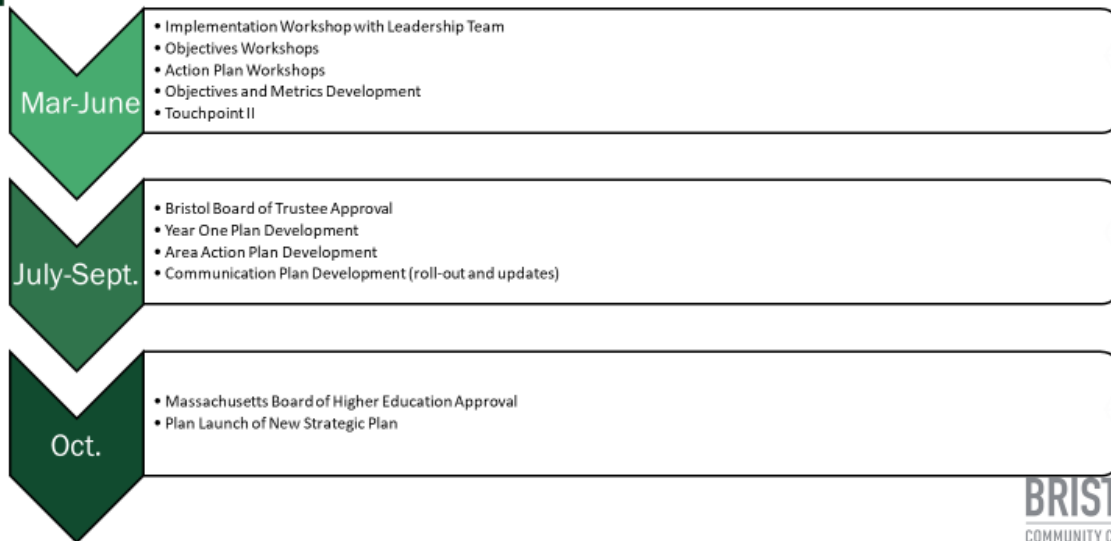 Mar-June
• Implementation Workshop with Leadership Team
• Objectives Workshops
• Action Plan Workshops
• Objectives and Metrics Development
• Touchpoint II
July-Sept.
• Bristol Board of Trustee Approval
• Year One Plan Development
• Area Action Plan Development
• Communication Plan Development (roll-out and updates)
Oct.
• Massachusetts Board of Higher Education Approval
• Plan Launch of New Strategic Plan
COMMUNITY